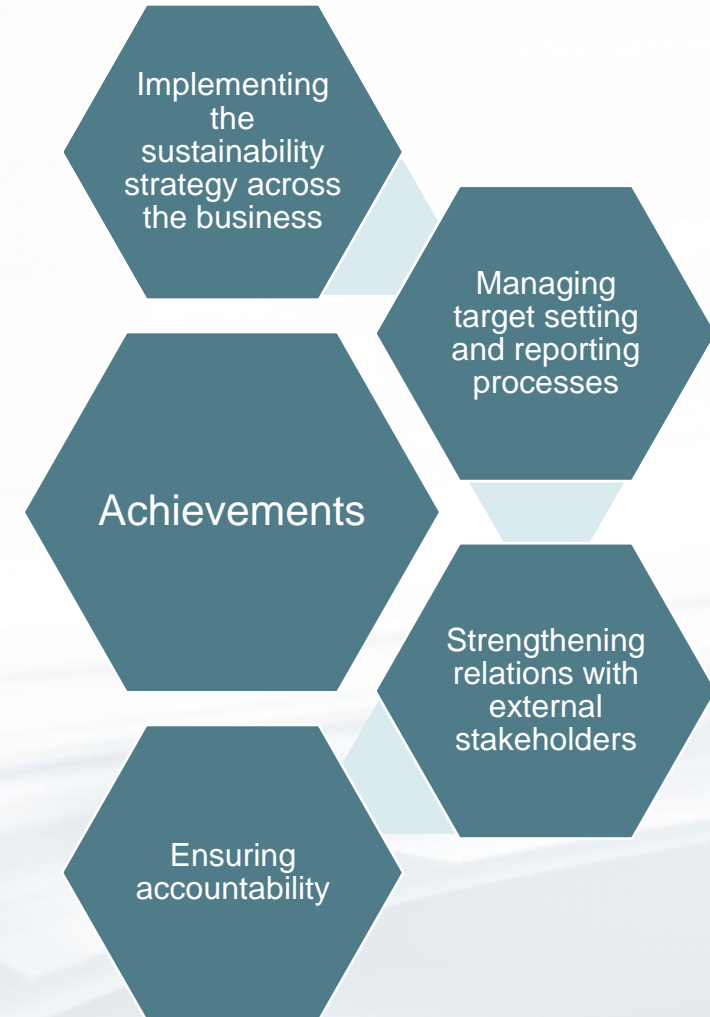 Implementing
the
sustainability
strategy across
the business
Managing
target setting
and reporting
processes
Achievements
Strengthening
relations with
external
stakeholders
Ensuring
accountability